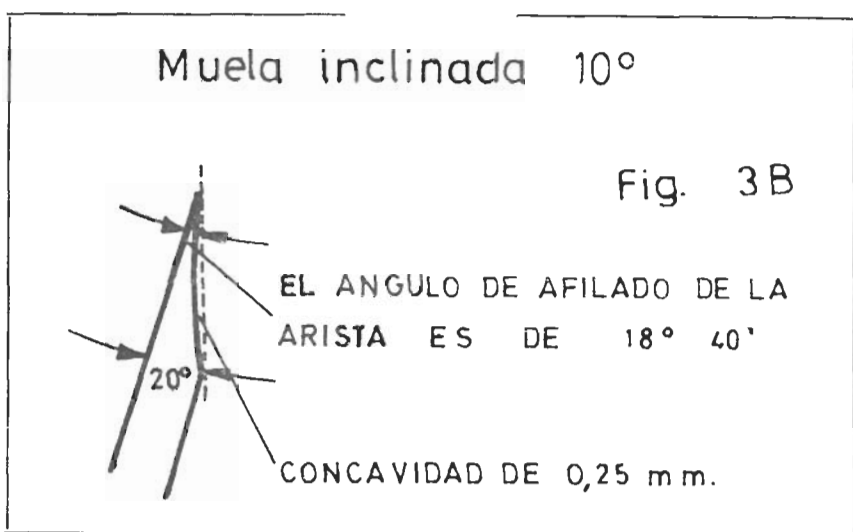 Muela inclinada 10°
Fig. 3B
EL ANGULO DE AFILADO DE LA
ARISTA ES DE 18° 40'
20°
CONCAVIDAD DE 0,25 mm.